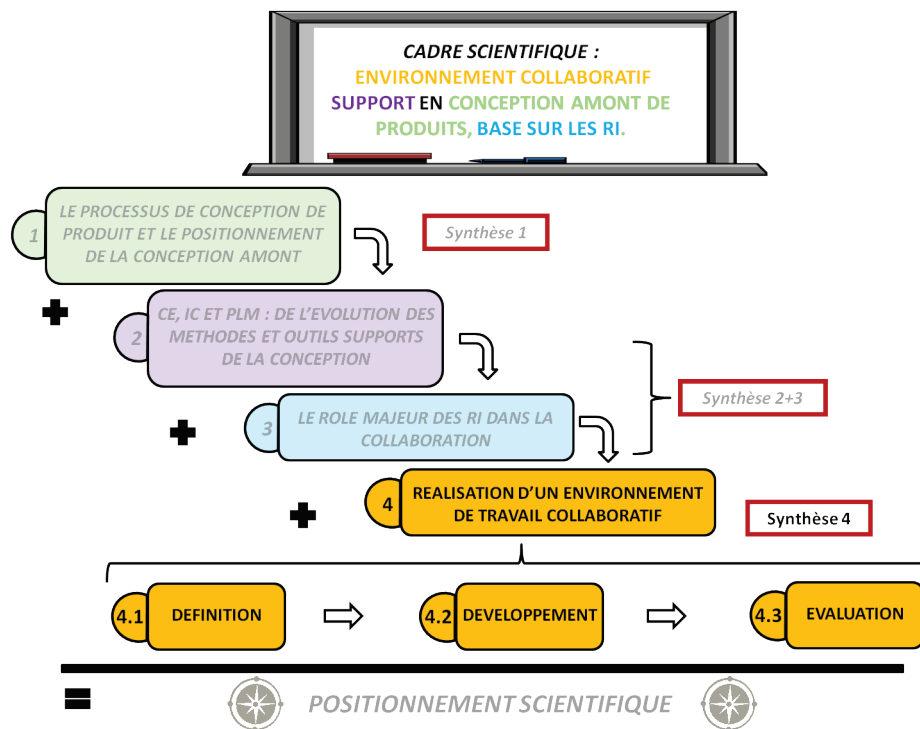 CADRE SCIENTIFIQUE :
ENVIRONNEMENT COLLABORATIF
SUPPORT EN CONCEPTION AMONT DE
PRODUITS, BASE SUR LES RI.
1
LE PROCESSUS DE CONCEPTION DE
PRODUIT ET LE POSITIONNEMENT
DE LA CONCEPTION AMONT
Synthèse 1
2
CE, IC ET PLM : DE L'EVOLUTION DES
METHODES ET OUTILS SUPPORTS
DE LA CONCEPTION
3
LE ROLE MAJEUR DES RI DANS LA
COLLABORATION
Synthèse 2+3
4
REALISATION D'UN ENVIRONNEMENT
DE TRAVAIL COLLABORATIF
Synthèse 4
4.1 DEFINITION
4.2 DEVELOPPEMENT
4.3 EVALUATION
= POSITIONNEMENT SCIENTIFIQUE